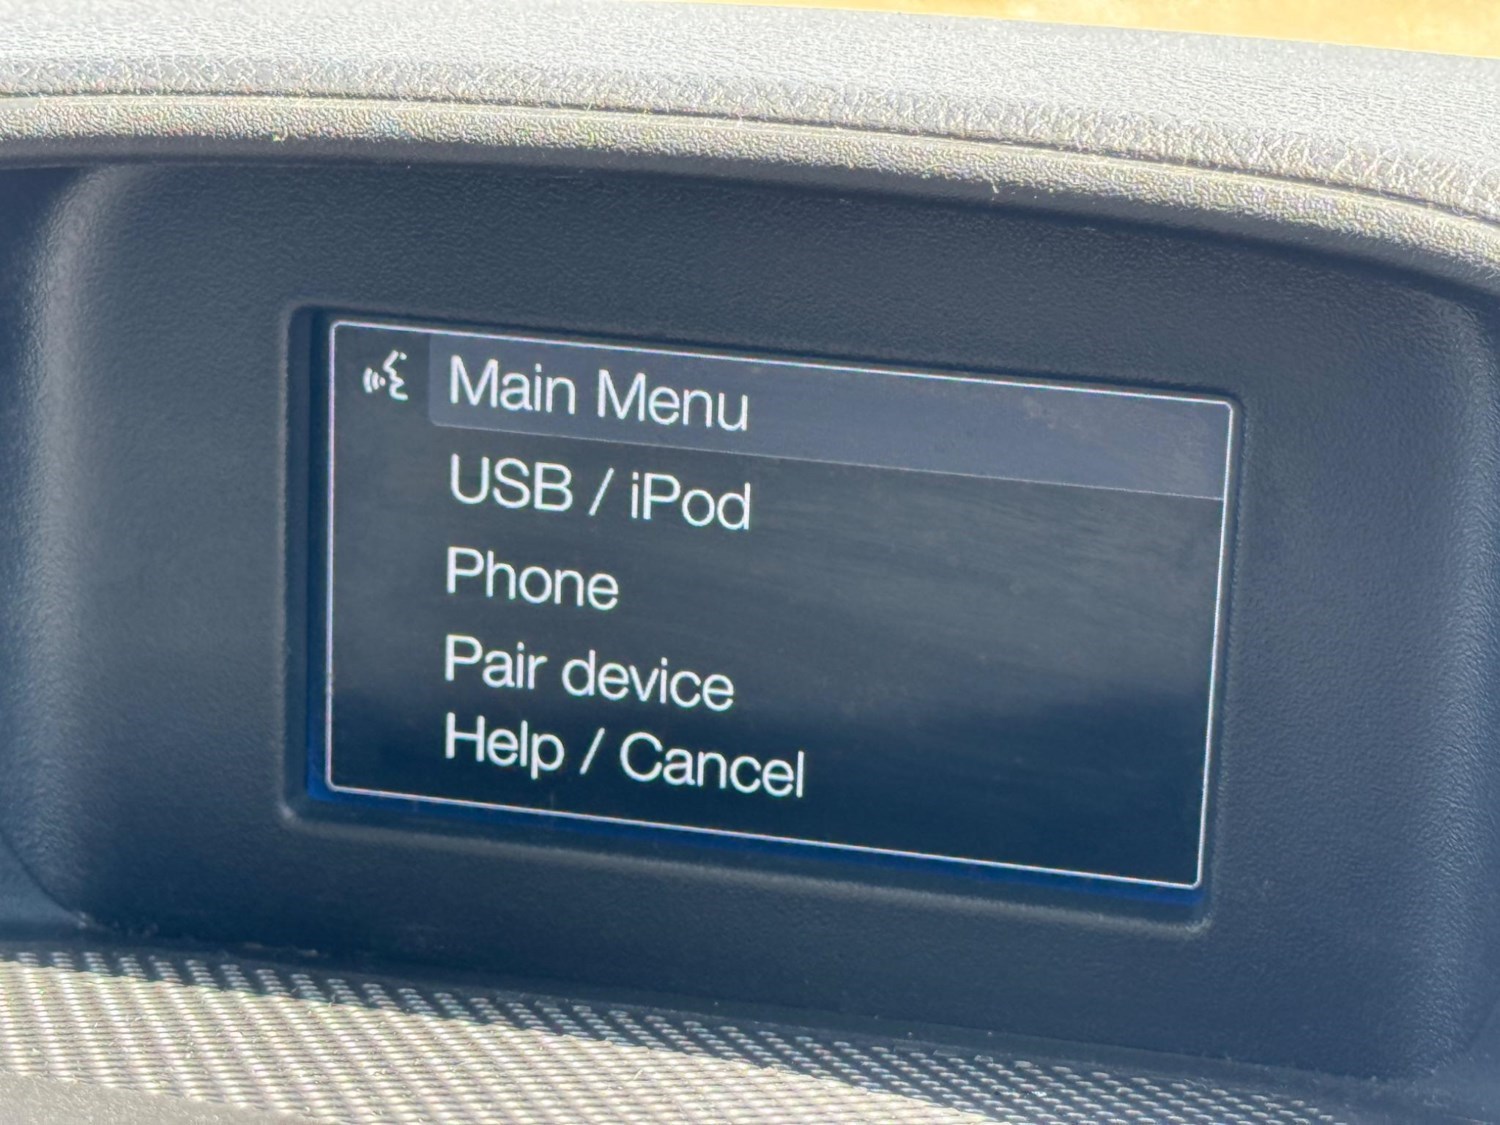 Main Menu
USB / iPod
Phone
Pair device
Help / Cancel